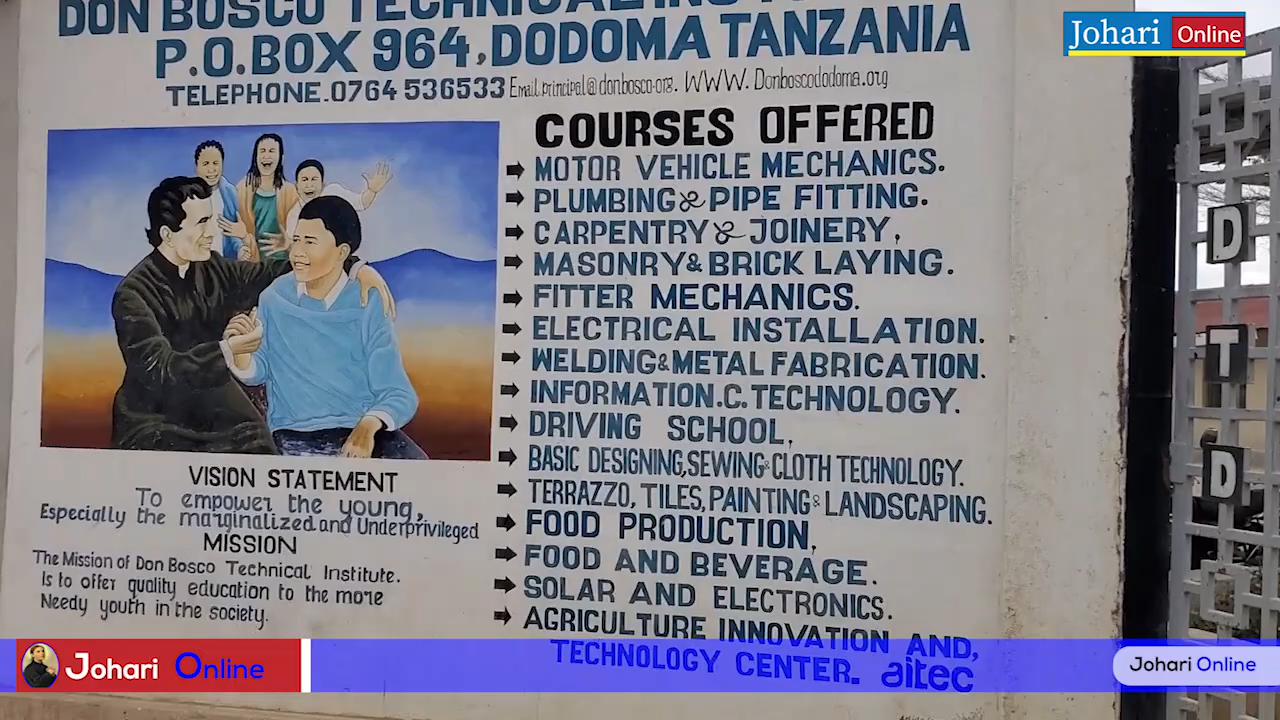 DON BOSCO TECHNICAL INS
P.O.BOX 964, DODOMA TANZANIA
TELEPHONE.0764 536533 Email.principal@donbosco.org. WWW. Donboscododoma.org
COURSES OFFERED
MOTOR VEHICLE MECHANICS.
PLUMBING & PIPE FITTING.
CARPENTRY & JOINERY,
MASONRY & BRICK LAYING.
FITTER MECHANICS.
ELECTRICAL INSTALLATION.
WELDING & METAL FABRICATION.
INFORMATION.C. TECHNOLOGY.
DRIVING SCHOOL,
BASIC DESIGNING, SEWING & CLOTH TECHNOLOGY.
TERRAZZO, TILES, PAINTING & LANDSCAPING.
FOOD PRODUCTION,
FOOD AND BEVERAGE.
SOLAR AND ELECTRONICS.
AGRICULTURE INNOVATION AND,
TECHNOLOGY CENTER. aitec
VISION STATEMENT
To empower the young,
Especially the marginalized and Underprivileged
MISSION
The Mission of Don Bosco Technical Institute.
Is to offer quality education to the more
Needy youth in the society.
D
T
D
Johari Online
Johari Online
Johari Online